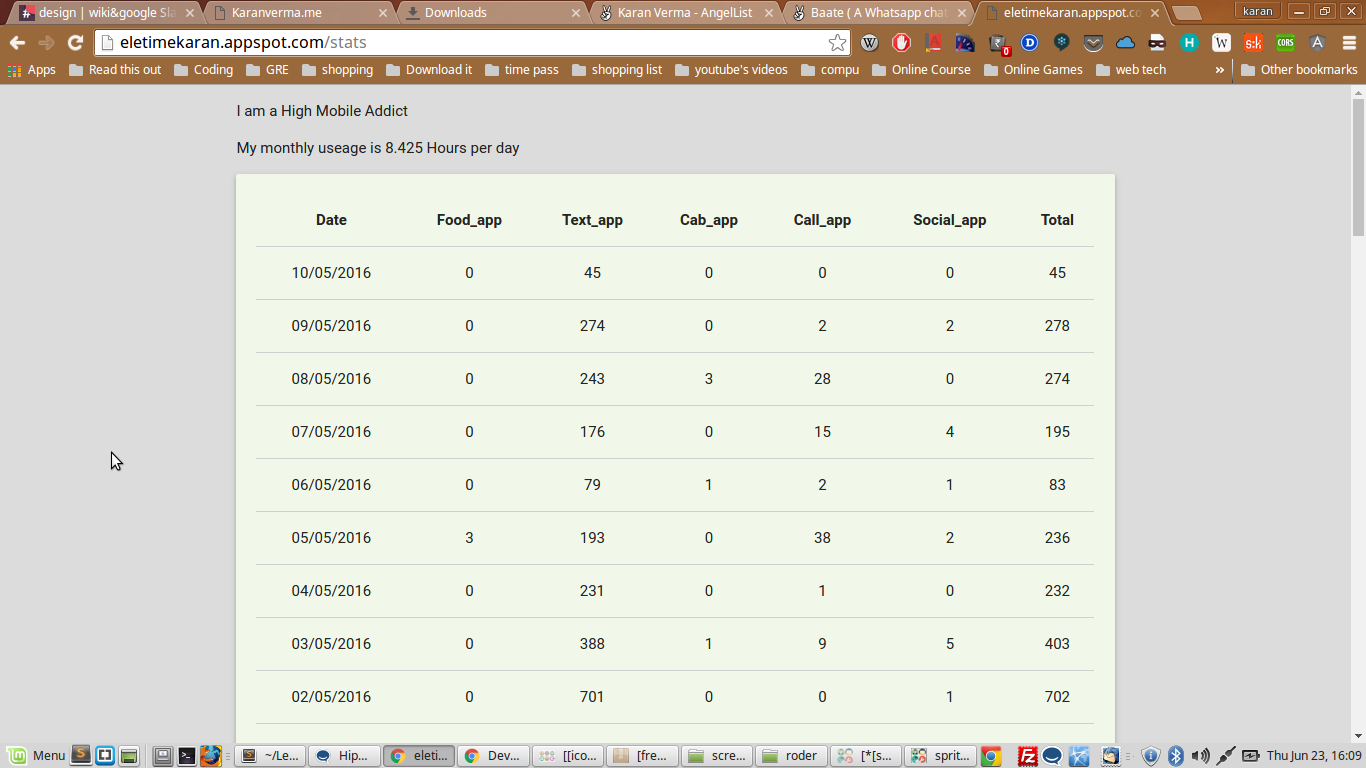 design | wiki&google Sla
Karanverma.me
Downloads
Karan Verma - AngelList
Baate ( A Whatsapp chat
eletimekaran.appspot.co
karan
eletimekaran.appspot.com/stats
Apps Read this out Coding GRE shopping Download it time pass shopping list youtube's videos compu Online Course Online Games web tech » Other bookmarks
I am a High Mobile Addict
My monthly useage is 8.425 Hours per day
Date Food_app Text_app Cab_app Call_app Social_app Total
10/05/2016 0 45 0 0 0 45
09/05/2016 0 274 0 2 2 278
08/05/2016 0 243 3 28 0 274
07/05/2016 0 176 0 15 4 195
06/05/2016 0 79 1 2 1 83
05/05/2016 3 193 0 38 2 236
04/05/2016 0 231 0 1 0 232
03/05/2016 0 388 1 9 5 403
02/05/2016 0 701 0 0 1 702
Menu ~/Le... Hip... eleti... Dev... [[ico... [fre... scre... roder [*[s... sprit... Thu Jun 23, 16:09